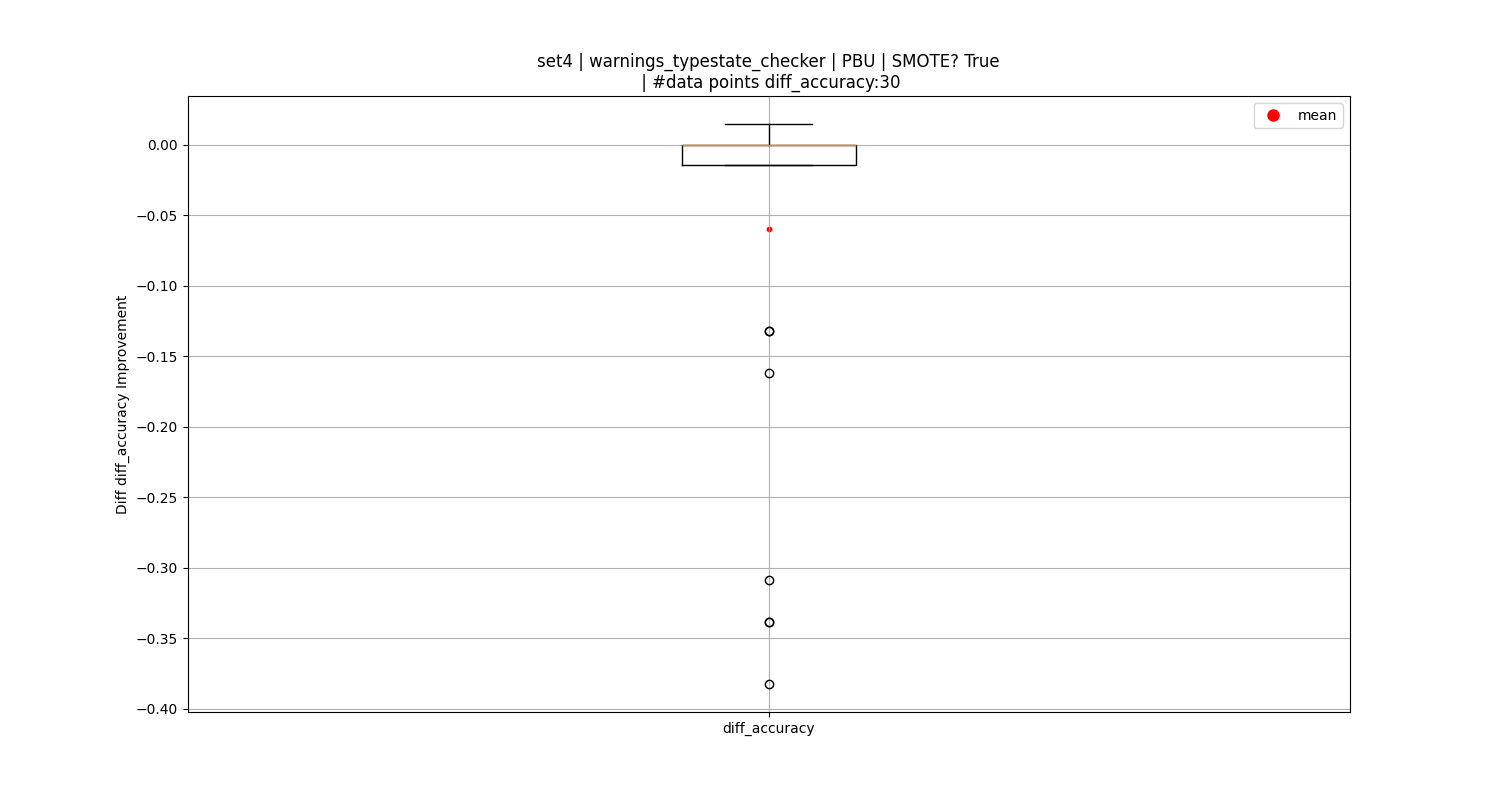 set4 | warnings_typestate_checker | PBU | SMOTE? True
| #data points diff_accuracy:30
mean
0.00
−0.05
−0.10
−0.15
−0.20
−0.25
−0.30
−0.35
−0.40
Diff diff_accuracy Improvement
diff_accuracy